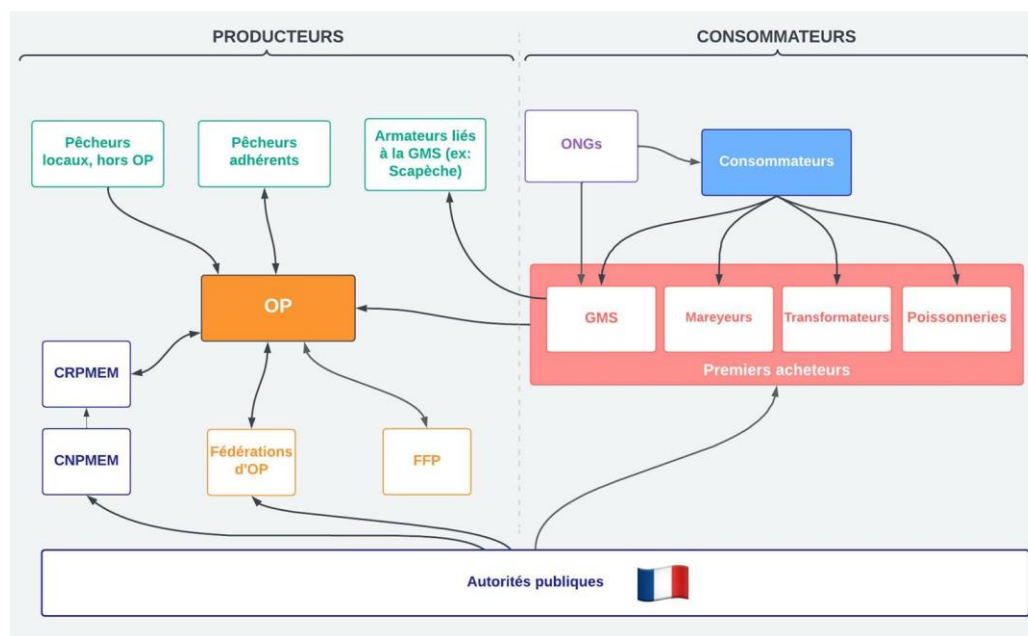 PRODUCTEURS
CONSOMMATEURS
Pêcheurs
locaux, hors OP
Pêcheurs
adhérents
Armateurs liés
à la GMS (ex:
Scapèche)
ONGs
Consommateurs
OP
GMS
Mareyeurs
Transformateurs
Poissonneries
Premiers acheteurs
CRPMEM
CNPMEM
Fédérations
d'OP
FFP
Autorités publiques